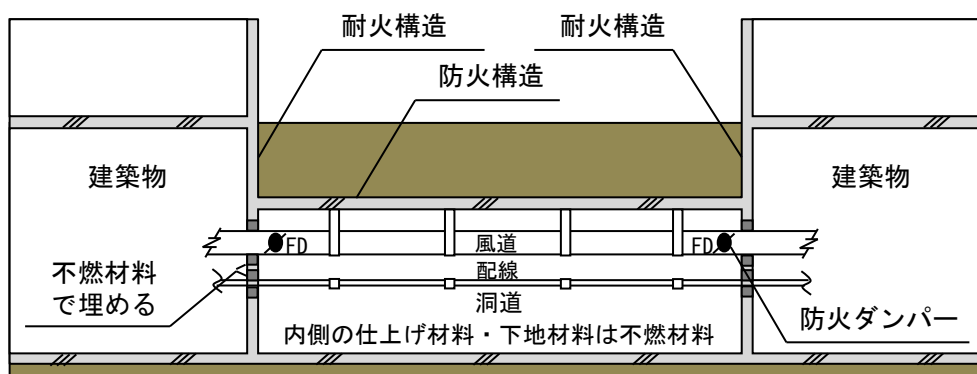 耐火構造
耐火構造
防火構造
建築物
建築物
FD
風道
FD
配線
不燃材料
で埋める
洞道
防火ダンパー
内側の仕上げ材料・下地材料は不燃材料